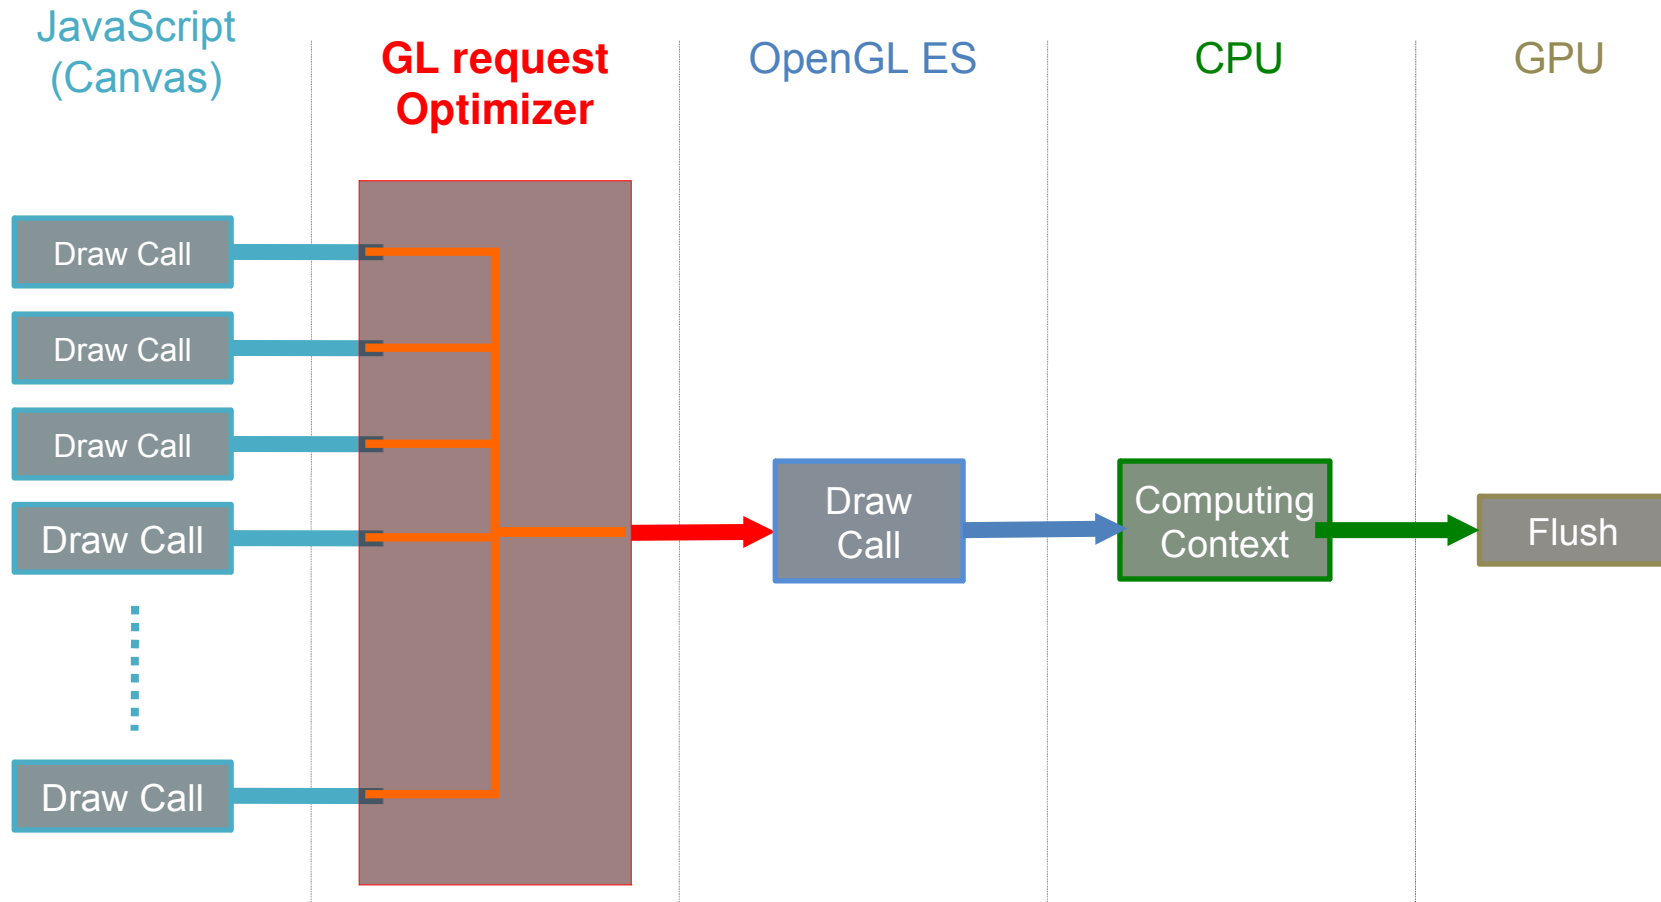 JavaScript
(Canvas)
GL request
Optimizer
OpenGL ES
CPU
GPU
Draw Call
Draw Call
Draw Call
Draw Call
Draw Call
Draw
Call
Computing
Context
Flush